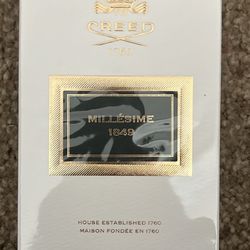 CREED
1760
MILLÉSIME
1849
HOUSE ESTABLISHED 1760
MAISON FONDÉE EN 1760